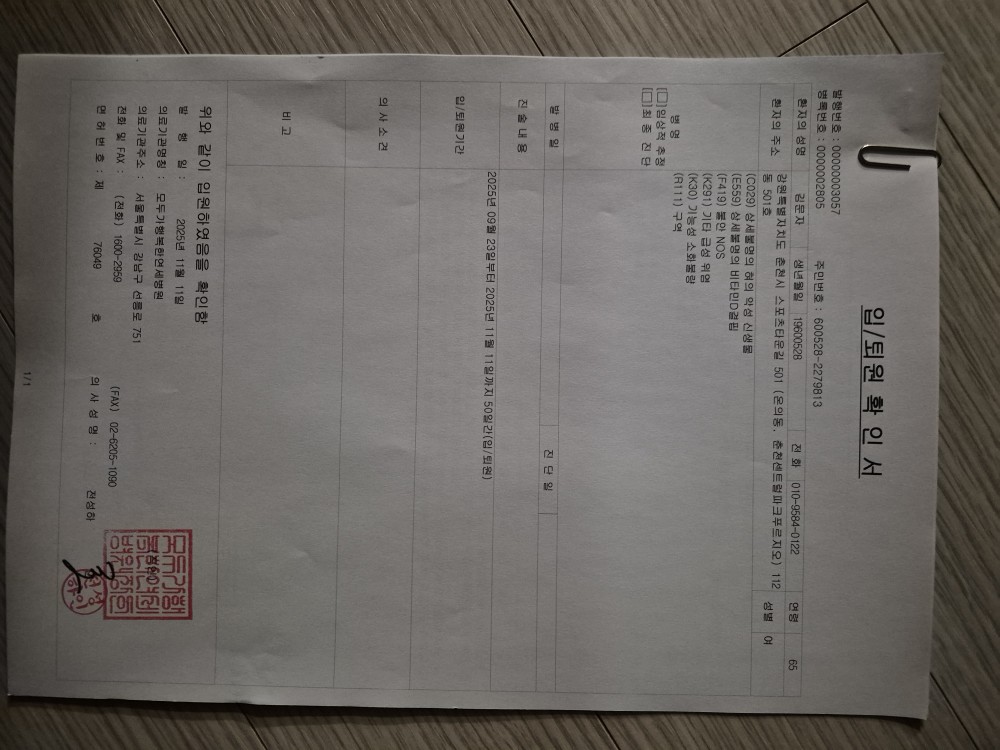 입/퇴원 확인서
발행번호 : 00000003057
병록번호 : 0000002805 주민번호 : 600528-2279813
환자의 성명 김문자 생년월일 19600528 전 화 010-9584-0122 연령 65
환자의 주소 강원특별자치도 춘천시 스포츠타운길 501 (온의동, 춘천센트럴파크푸르지오) 112동 501호 성별 여
병 명
[□]임상적 추정
[□]최 종 진 단
(C029) 상세불명의 혀의 악성 신생물
(E559) 상세불명의 비타민D결핍
(F419) 불안 NOS
(K291) 기타 급성 위염
(K30) 기능성 소화불량
(R111) 구역
발 병 일 진 단 일
진 술 내 용
입/퇴원기간 2025년 09월 23일부터 2025년 11월 11일까지 50일간(입/퇴원)
의 사 소 견
비 고
위와 같이 입원하였음을 확인함
발 행 일 : 2025년 11월 11일
의료기관명칭 : 모두가행복한연세병원
의료기관주소 : 서울특별시 강남구 선릉로 751
전화 및 FAX : (전화) 1600-2959 (FAX) 02-6205-1090
면 허 번 호 : 제 76049 호 의 사 성 명 : 전성하
1/1